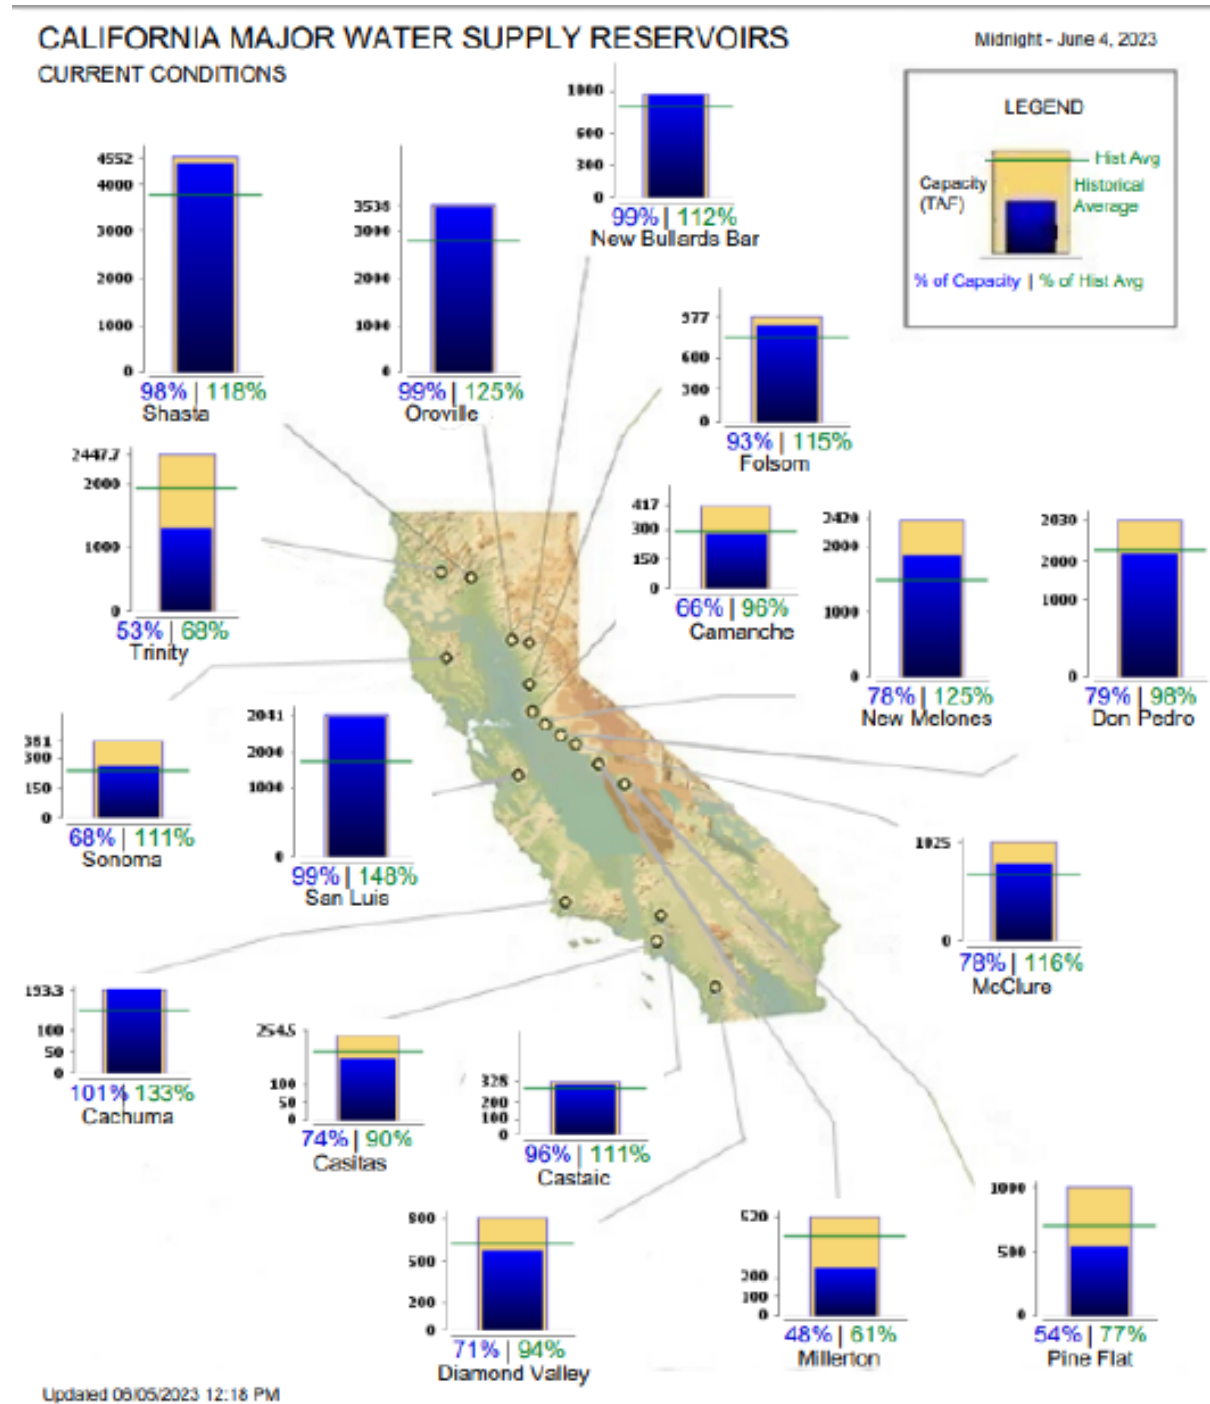 CALIFORNIA MAJOR WATER SUPPLY RESERVOIRS
Midnight - June 4, 2023
CURRENT CONDITIONS
LEGEND
Hist Avg
Capacity
(TAF)
Historical
Average
% of Capacity | % of Hist Avg
1000
600
300
0
99% | 112%
New Bullards Bar
4552
4000
3000
2000
1000
0
98% | 118%
Shasta
3538
3000
2000
1000
0
99% | 125%
Oroville
977
600
300
0
93% | 115%
Folsom
2447.7
2000
1000
0
53% | 68%
Trinity
417
300
150
0
66% | 96%
Camanche
2420
2000
1000
0
78% | 125%
New Melones
2030
2000
1000
0
79% | 98%
Don Pedro
381
300
150
0
68% | 111%
Sonoma
2041
2000
1000
0
99% | 148%
San Luis
1025
0
78% | 116%
McClure
193.3
100
50
0
101% 133%
Cachuma
254.5
100
50
0
74% | 90%
Casitas
328
200
100
0
96% | 111%
Castaic
800
500
200
0
71% | 94%
Diamond Valley
520
200
100
0
48% | 61%
Millerton
1000
500
0
54% | 77%
Pine Flat
Updated 06/05/2023 12:18 PM